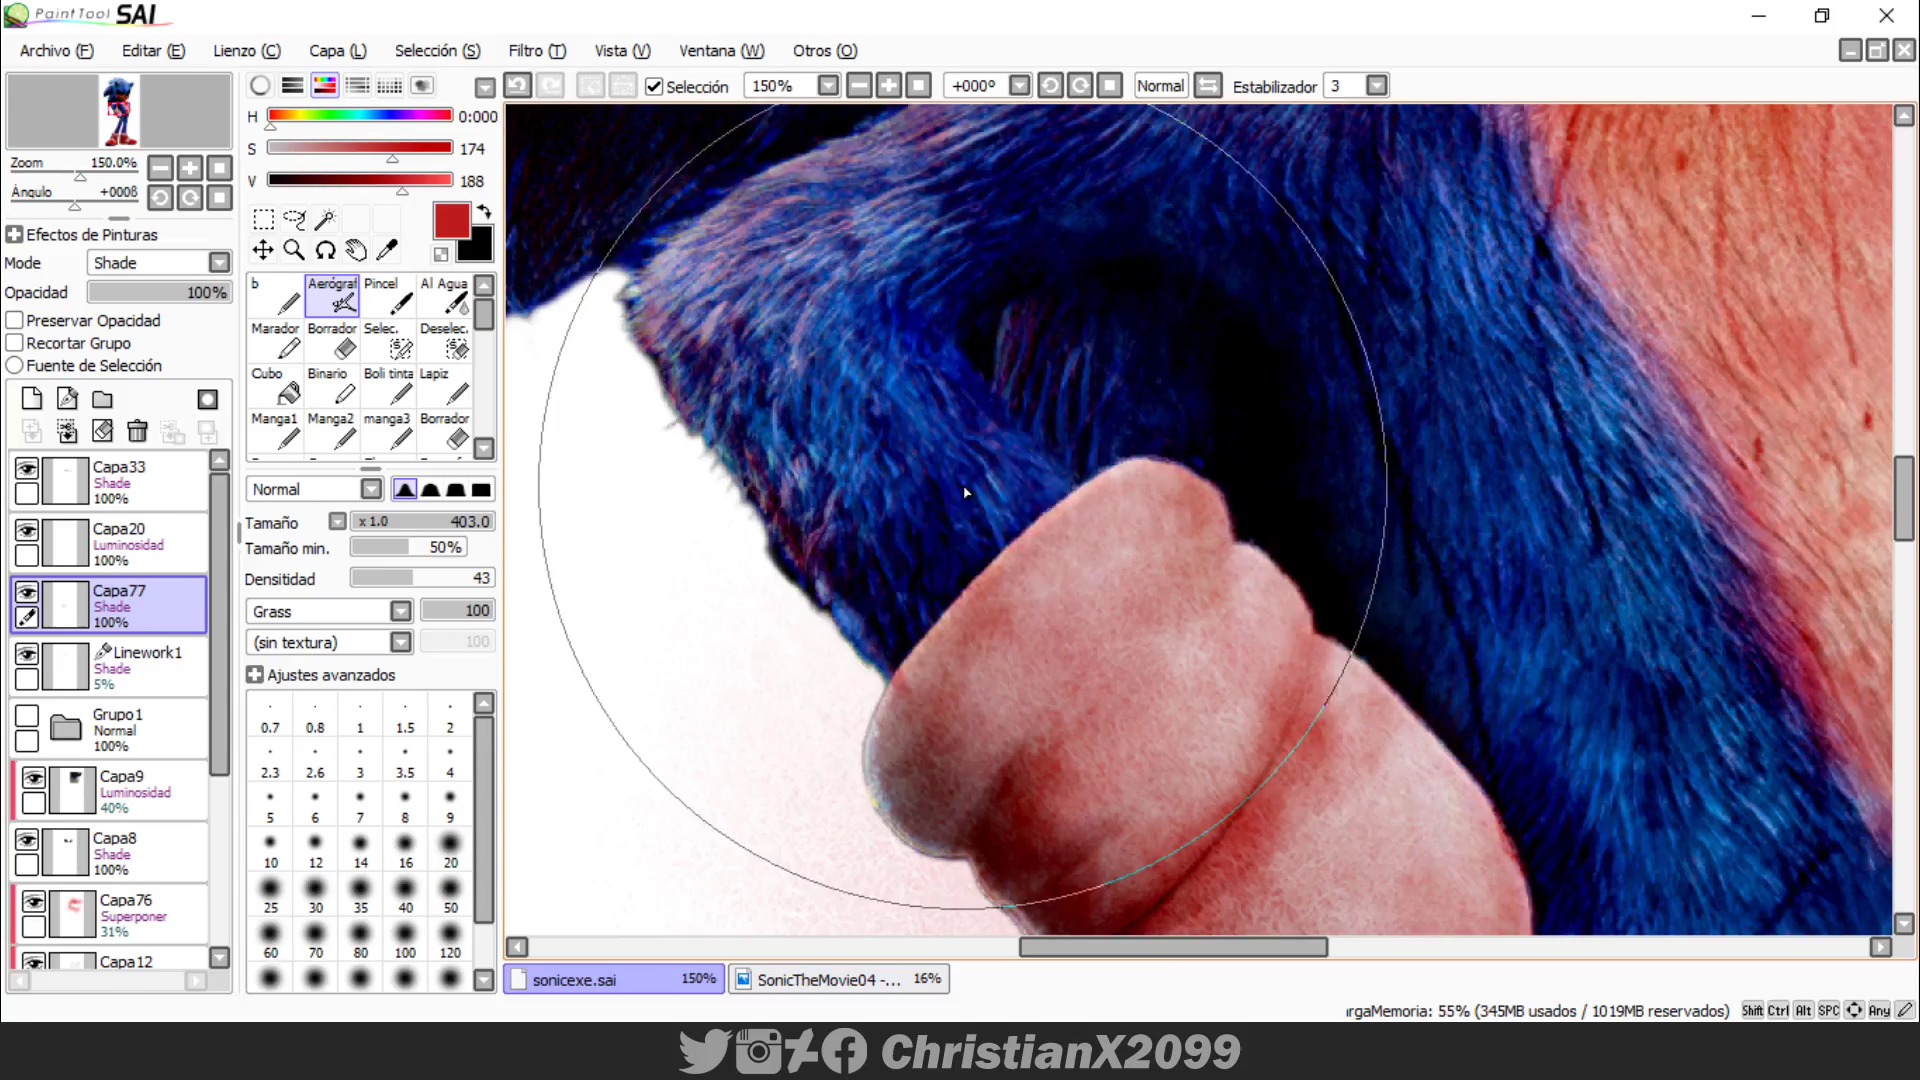 PaintTool SAI
Archivo (F) Editar (E) Lienzo (C) Capa (L) Selección (S) Filtro (T) Vista (V) Ventana (W) Otros (O)
Selección 150% +000º Normal Estabilizador 3
H 0:000
S 174
V 188
Zoom 150.0%
Ángulo +000ß
Efectos de Pinturas
Mode Shade
Opacidad 100%
Preservar Opacidad
Recortar Grupo
Fuente de Selección
Capa33
Shade
100%
Capa20
Luminosidad
100%
Capa77
Shade
100%
Linework1
Shade
5%
Grupo1
Normal
100%
Capa9
Luminosidad
40%
Capa8
Shade
100%
Capa76
Superponer
31%
Capa12
b Aerógraf Pincel Al Agua
Marador Borrador Selec. Deselec.
Cubo Binario Boli tinta Lapiz
Manga1 Manga2 manga3 Borrador
Normal
Tamaño x 1.0 403.0
Tamaño min. 50%
Densitidad 43
Grass 100
(sin textura) 100
Ajustes avanzados
0.7 0.8 1 1.5 2
2.3 2.6 3 3.5 4
5 6 7 8 9
10 12 14 16 20
25 30 35 40 50
60 70 80 100 120
sonicexe.sai 150% SonicTheMovie04 -... 16%
ırgaMemoria: 55% (345MB usados / 1019MB reservados) Shift Ctrl Alt SPC Any
ChristianX2099